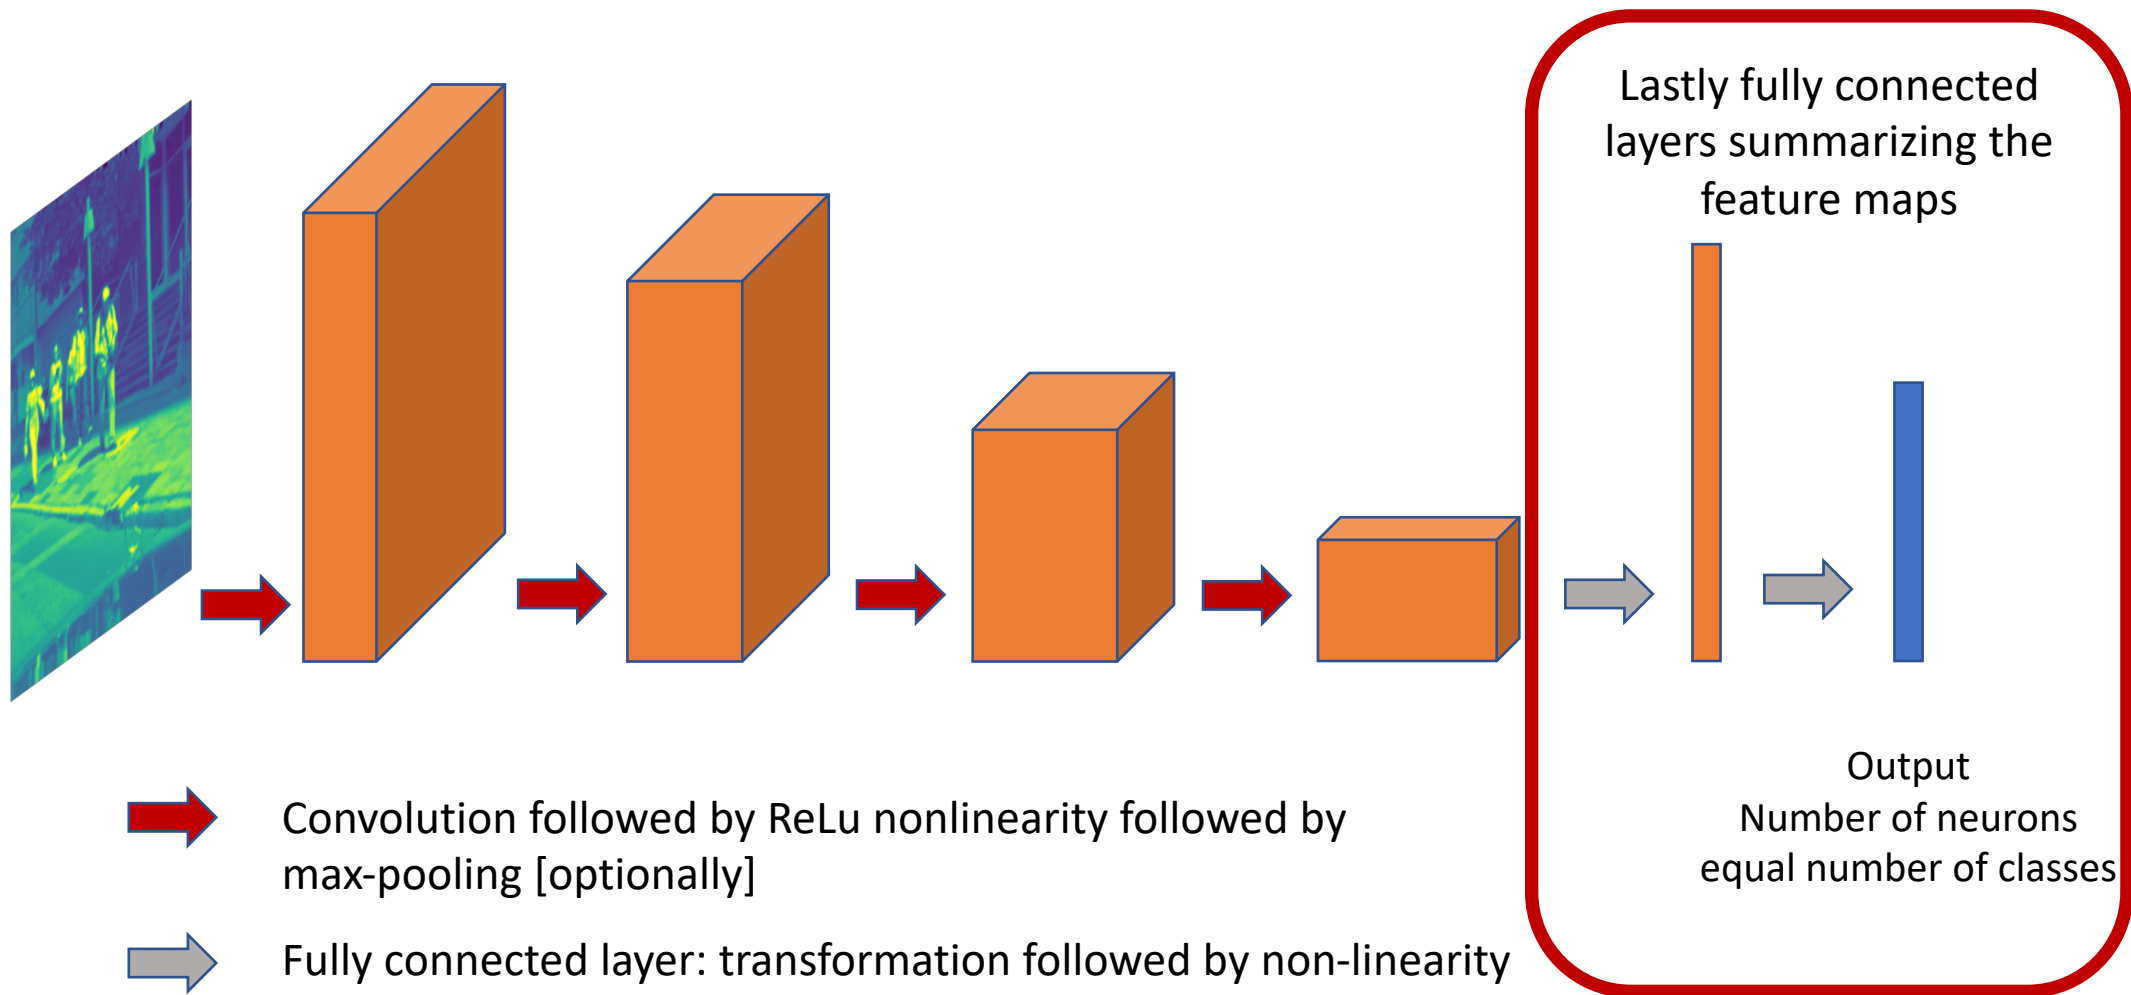 Lastly fully connected
layers summarizing the
feature maps
Output
Number of neurons
equal number of classes
Convolution followed by ReLu nonlinearity followed by
max-pooling [optionally]
Fully connected layer: transformation followed by non-linearity